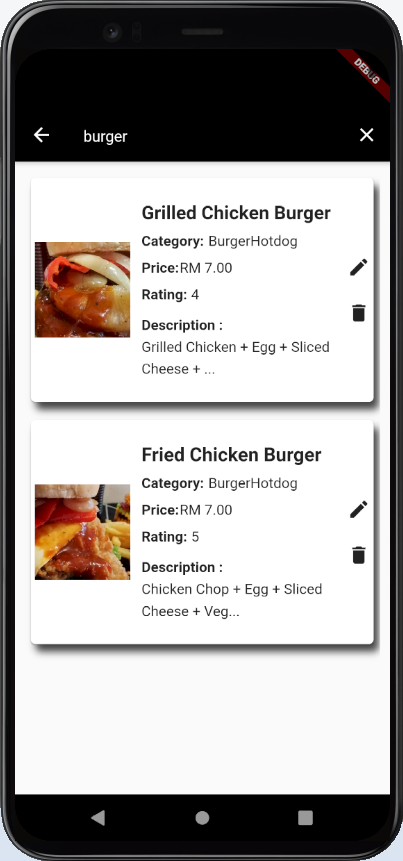 DEBUG
burger
Grilled Chicken Burger
Category: BurgerHotdog
Price:RM 7.00
Rating: 4
Description :
Grilled Chicken + Egg + Sliced
Cheese + ...
Fried Chicken Burger
Category: BurgerHotdog
Price:RM 7.00
Rating: 5
Description :
Chicken Chop + Egg + Sliced
Cheese + Veg...